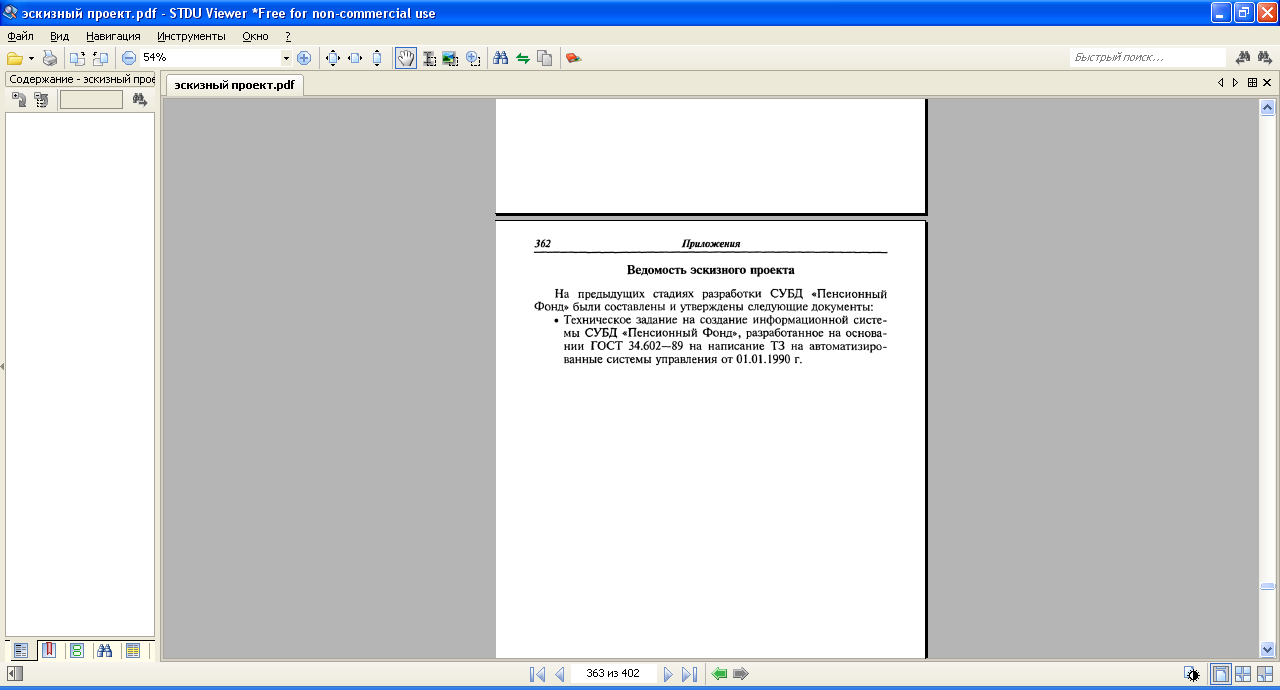 эскизный проект.pdf - STDU Viewer *Free for non-commercial use
Файл Вид Навигация Инструменты Окно ?
54%
Быстрый поиск...
Содержание - эскизный прое
эскизный проект.pdf
362 Приложения
Ведомость эскизного проекта
На предыдущих стадиях разработки СУБД «Пенсионный
Фонд» были составлены и утверждены следующие документы:
• Техническое задание на создание информационной систе-
мы СУБД «Пенсионный Фонд», разработанное на основа-
нии ГОСТ 34.602—89 на написание ТЗ на автоматизиро-
ванные системы управления от 01.01.1990 г.
363 из 402